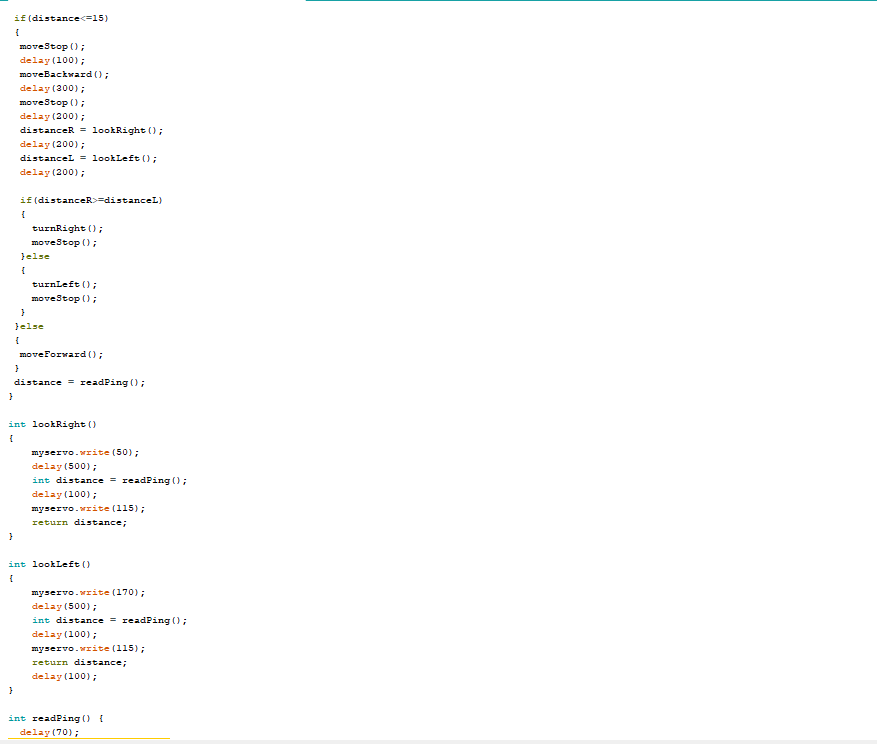 if(distance<=15)
{
moveStop();
delay(100);
moveBackward();
delay(300);
moveStop();
delay(200);
distanceR = lookRight();
delay(200);
distanceL = lookLeft();
delay(200);
if(distanceR>=distanceL)
{
turnRight();
moveStop();
}else
{
turnLeft();
moveStop();
}
}else
{
moveForward();
}
distance = readPing();
}
int lookRight()
{
myservo.write(50);
delay(500);
int distance = readPing();
delay(100);
myservo.write(115);
return distance;
}
int lookLeft()
{
myservo.write(170);
delay(500);
int distance = readPing();
delay(100);
myservo.write(115);
return distance;
delay(100);
}
int readPing() {
delay(70);